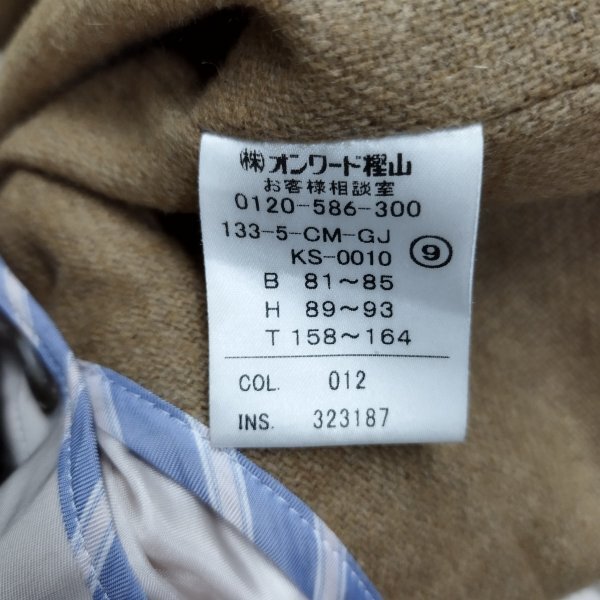 ㈱オンワード樫山
お客様相談室
0120-586-300
133-5-CM-GJ
KS-0010 ⑨
B 81～85
H 89～93
T 158～164
COL. 012
INS. 323187